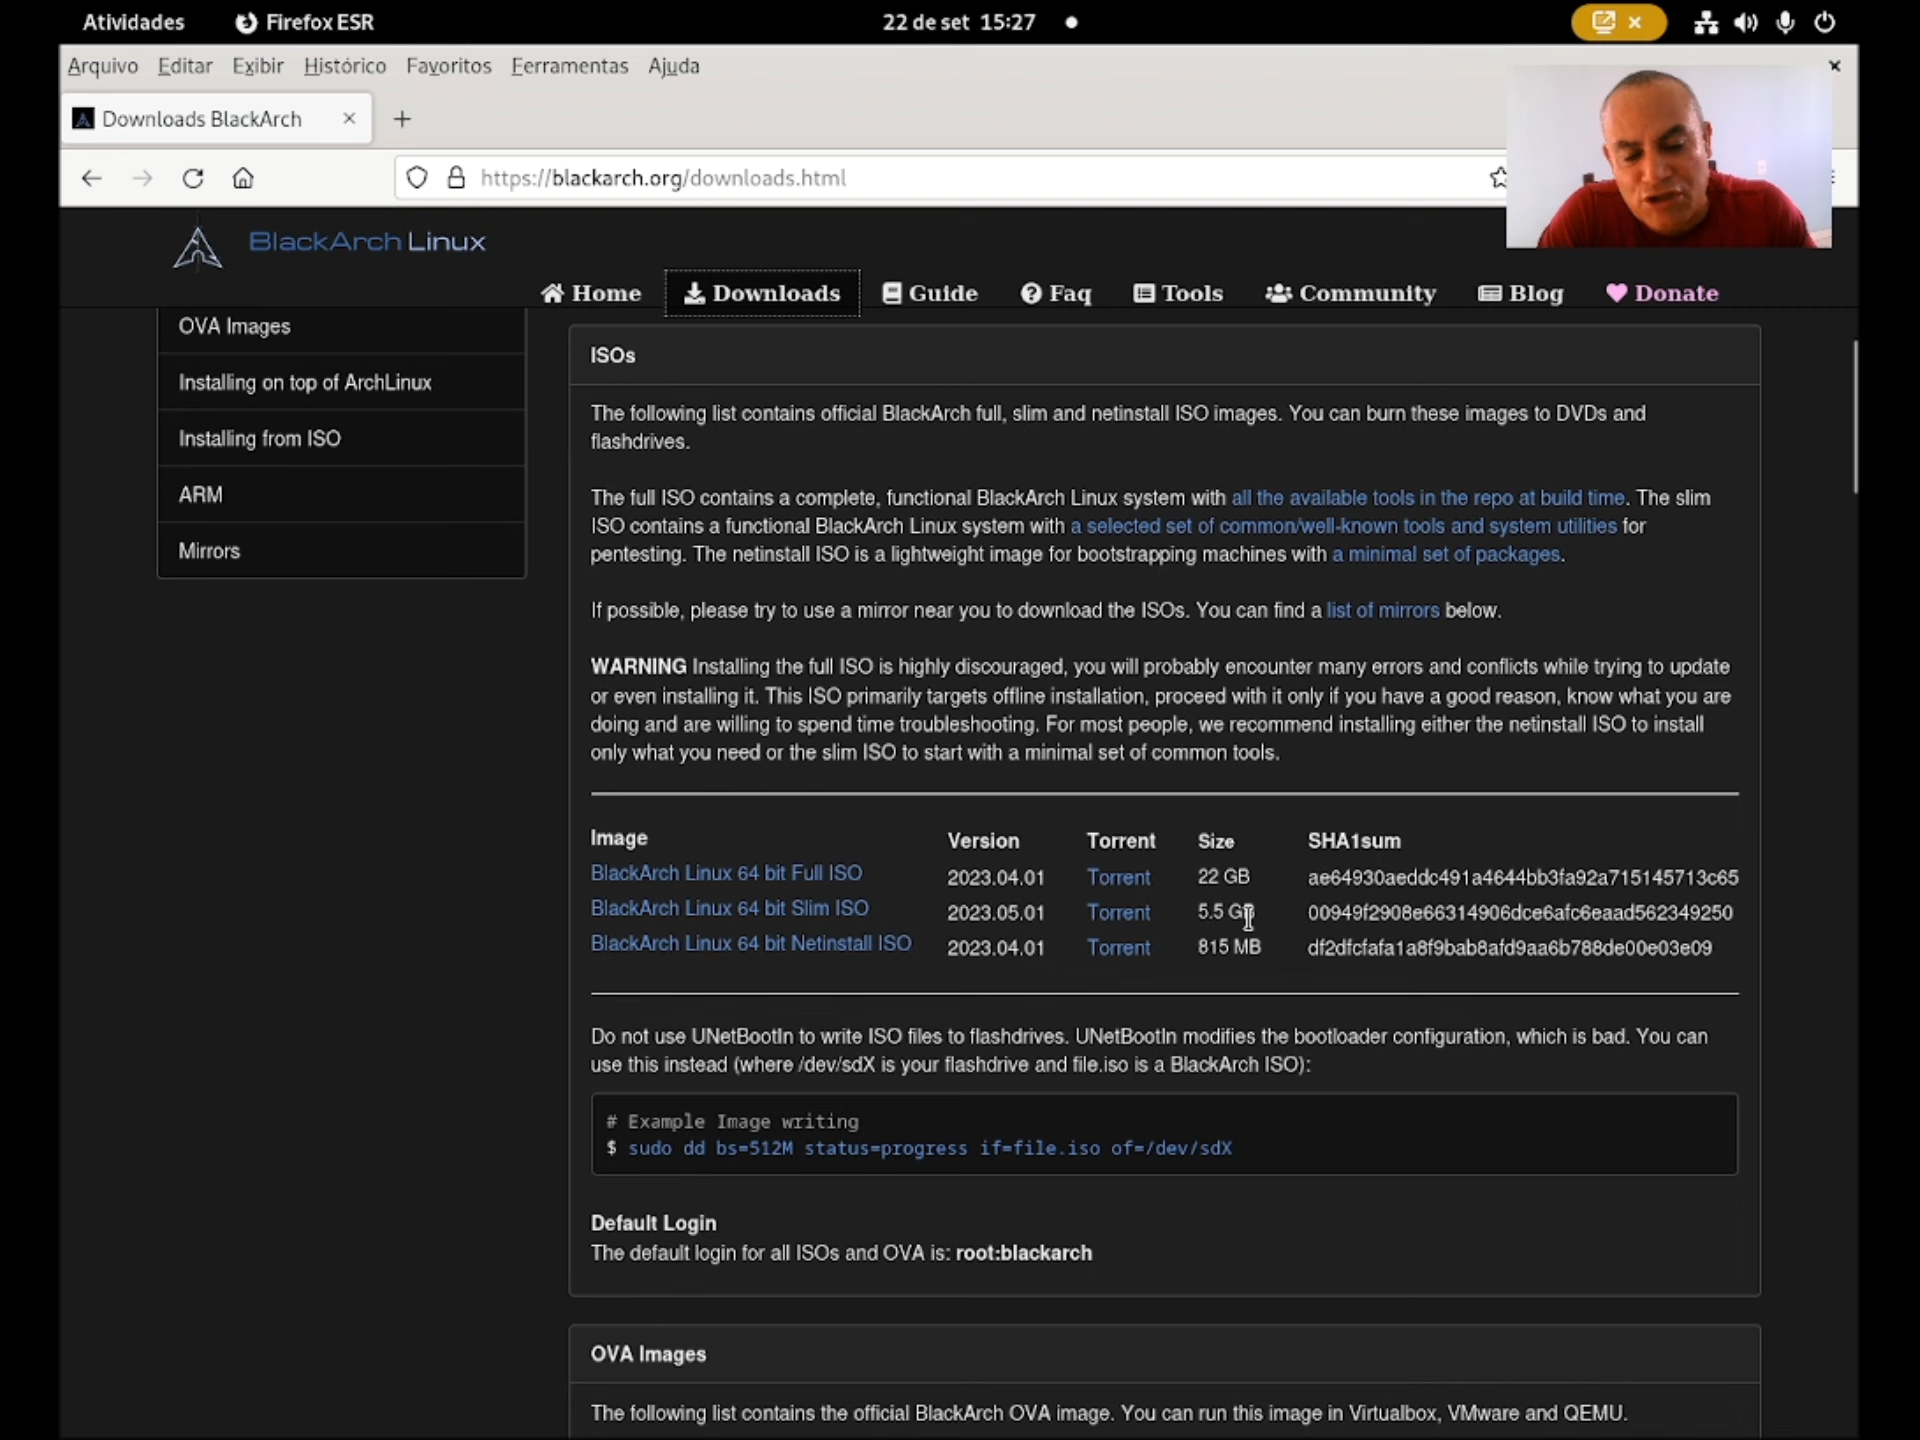 Atividades
Firefox ESR
22 de set 15:27
Arquivo Editar Exibir Histórico Favoritos Ferramentas Ajuda
Downloads BlackArch
https://blackarch.org/downloads.html
BlackArch Linux
Home Downloads Guide Faq Tools Community Blog Donate
OVA Images
Installing on top of ArchLinux
Installing from ISO
ARM
Mirrors
ISOs
The following list contains official BlackArch full, slim and netinstall ISO images. You can burn these images to DVDs and
flashdrives.
The full ISO contains a complete, functional BlackArch Linux system with all the available tools in the repo at build time. The slim
ISO contains a functional BlackArch Linux system with a selected set of common/well-known tools and system utilities for
pentesting. The netinstall ISO is a lightweight image for bootstrapping machines with a minimal set of packages.
If possible, please try to use a mirror near you to download the ISOs. You can find a list of mirrors below.
WARNING Installing the full ISO is highly discouraged, you will probably encounter many errors and conflicts while trying to update
or even installing it. This ISO primarily targets offline installation, proceed with it only if you have a good reason, know what you are
doing and are willing to spend time troubleshooting. For most people, we recommend installing either the netinstall ISO to install
only what you need or the slim ISO to start with a minimal set of common tools.
Image Version Torrent Size SHA1sum
BlackArch Linux 64 bit Full ISO 2023.04.01 Torrent 22 GB ae64930aeddc491a4644bb3fa92a715145713c65
BlackArch Linux 64 bit Slim ISO 2023.05.01 Torrent 5.5 GB 00949f2908e66314906dce6afc6eaad562349250
BlackArch Linux 64 bit Netinstall ISO 2023.04.01 Torrent 815 MB df2dfcfafa1a8f9bab8afd9aa6b788de00e03e09
Do not use UNetBootIn to write ISO files to flashdrives. UNetBootIn modifies the bootloader configuration, which is bad. You can
use this instead (where /dev/sdX is your flashdrive and file.iso is a BlackArch ISO):
# Example Image writing
$ sudo dd bs=512M status=progress if=file.iso of=/dev/sdX
Default Login
The default login for all ISOs and OVA is: root:blackarch
OVA Images
The following list contains the official BlackArch OVA image. You can run this image in Virtualbox, VMware and QEMU.